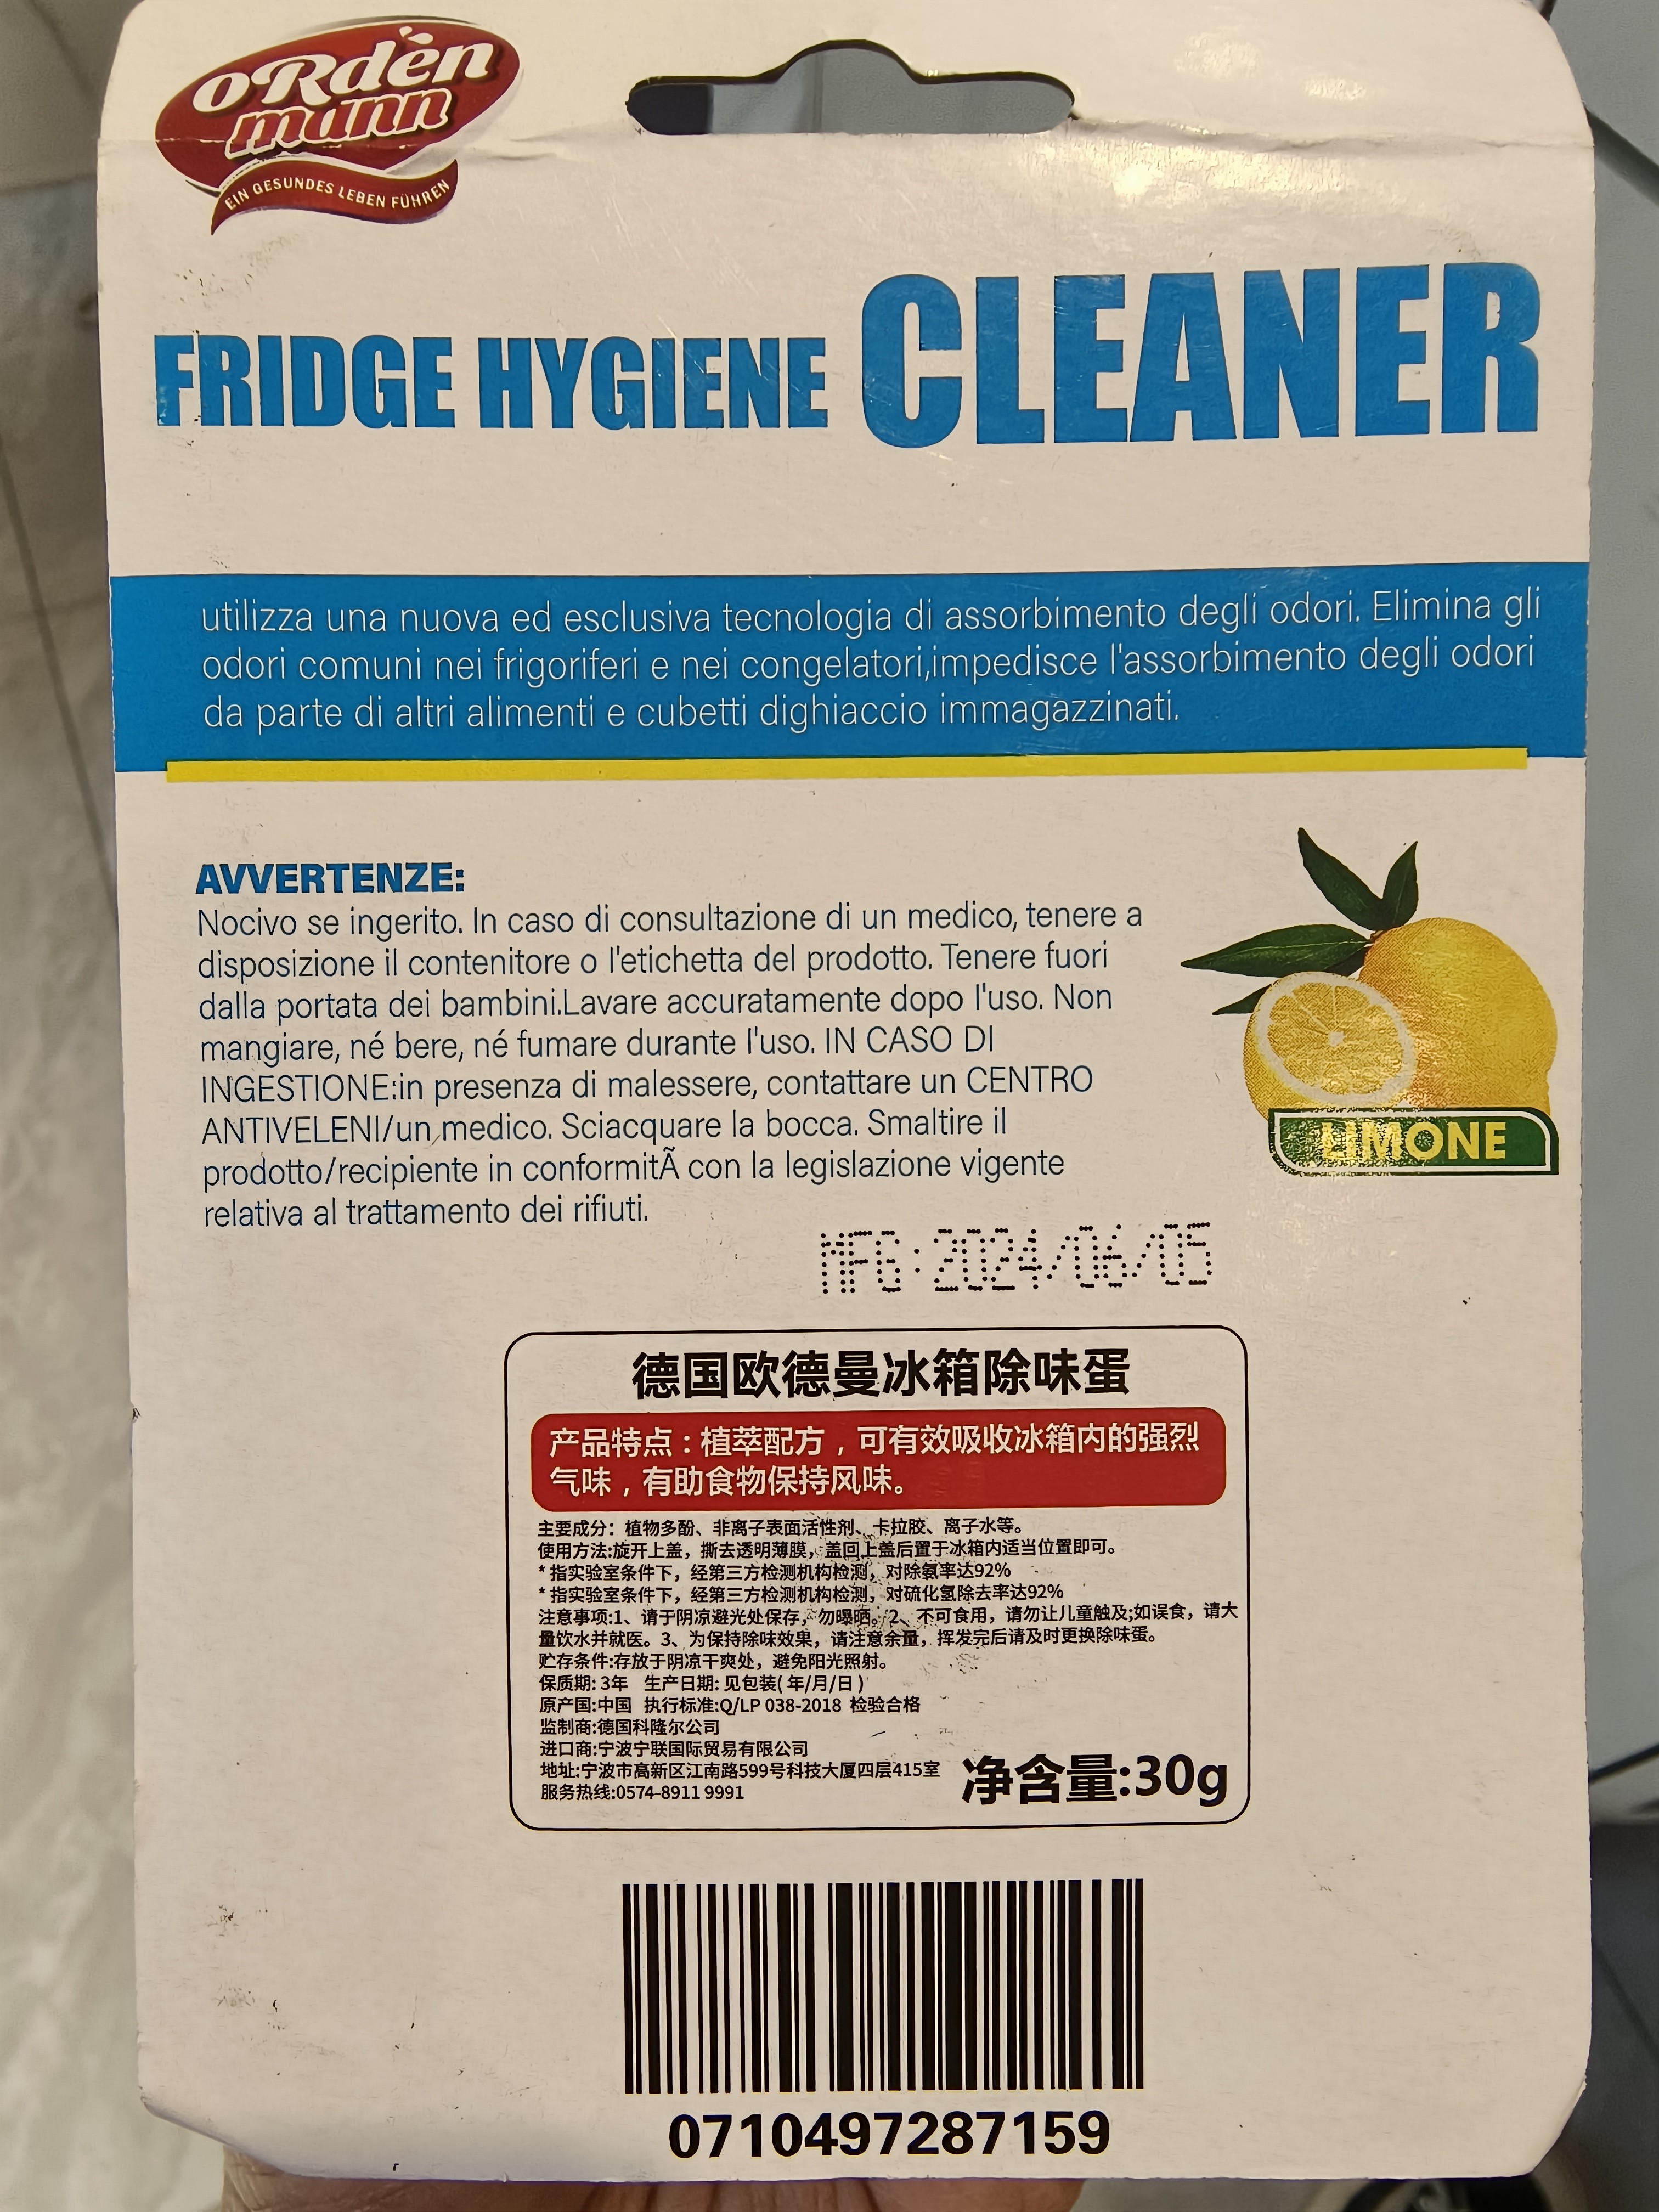 oRdèn
mann
EIN GESUNDES LEBEN FÜHREN
FRIDGE HYGIENE CLEANER
utilizza una nuova ed esclusiva tecnologia di assorbimento degli odori. Elimina gli
odori comuni nei frigoriferi e nei congelatori,impedisce l'assorbimento degli odori
da parte di altri alimenti e cubetti dighiaccio immagazzinati.
AVVERTENZE:
Nocivo se ingerito. In caso di consultazione di un medico, tenere a
disposizione il contenitore o l'etichetta del prodotto. Tenere fuori
dalla portata dei bambini.Lavare accuratamente dopo l'uso. Non
mangiare, né bere, né fumare durante l'uso. IN CASO DI
INGESTIONE:in presenza di malessere, contattare un CENTRO
ANTIVELENI/un medico. Sciacquare la bocca. Smaltire il
prodotto/recipiente in conformitÃ con la legislazione vigente
relativa al trattamento dei rifiuti.
LIMONE
MFG:2024/06/05
德国欧德曼冰箱除味蛋
产品特点：植萃配方，可有效吸收冰箱内的强烈
气味，有助食物保持风味。
主要成分：植物多酚、非离子表面活性剂、卡拉胶、离子水等。
使用方法:旋开上盖，撕去透明薄膜，盖回上盖后置于冰箱内适当位置即可。
*指实验室条件下，经第三方检测机构检测，对除氨率达92%
*指实验室条件下，经第三方检测机构检测，对硫化氢除去率达92%
注意事项:1、请于阴凉避光处保存，勿曝晒。2、不可食用，请勿让儿童触及;如误食，请大
量饮水并就医。3、为保持除味效果，请注意余量，挥发完后请及时更换除味蛋。
贮存条件:存放于阴凉干爽处，避免阳光照射。
保质期: 3年 生产日期: 见包装( 年/月/日 )
原产国:中国 执行标准:Q/LP 038-2018 检验合格
监制商:德国科隆尔公司
进口商:宁波宁联国际贸易有限公司
地址:宁波市高新区江南路599号科技大厦四层415室
服务热线:0574-8911 9991
净含量:30g
0710497287159